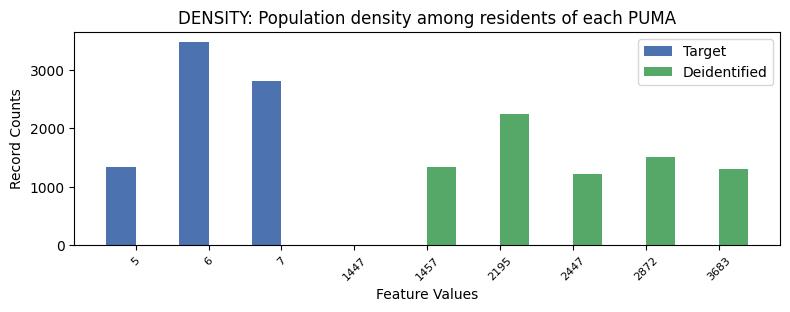 DENSITY: Population density among residents of each PUMA
Target
Deidentified
Record Counts
3000
2000
1000
0
5 6 7 1447 1457 2195 2447 2872 3683
Feature Values